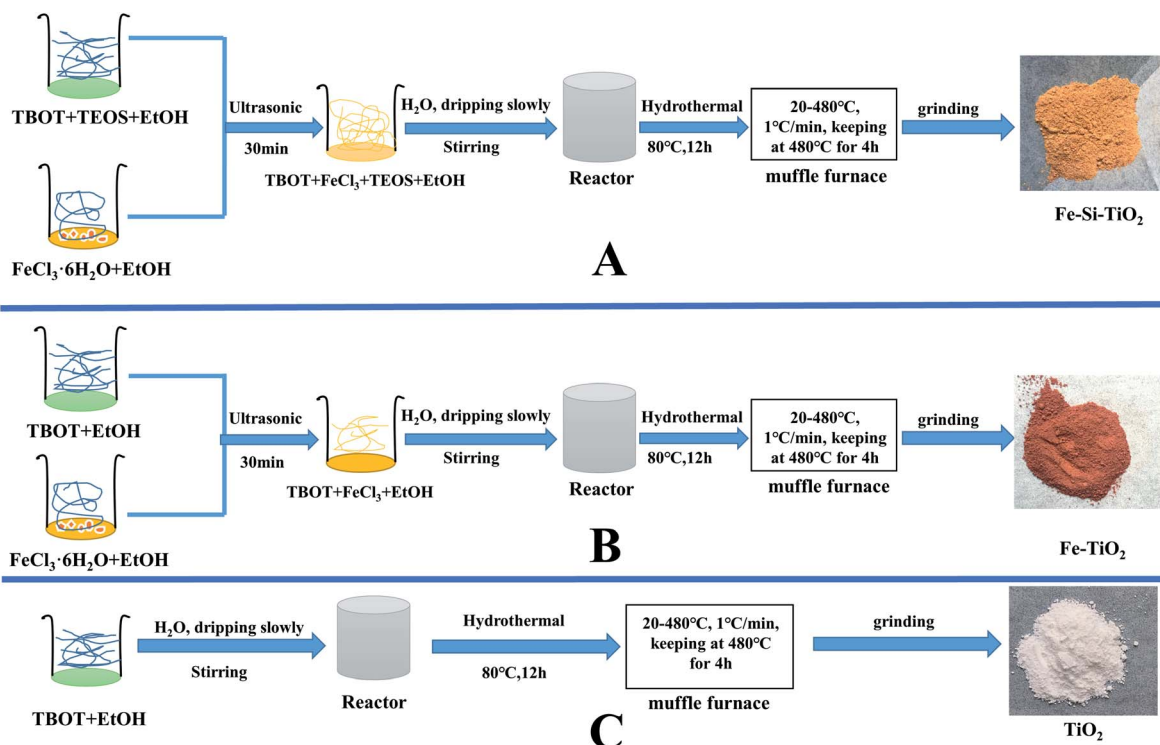 TBOT+TEOS+EtOH
FeCl₃·6H₂O+EtOH
Ultrasonic
30min
TBOT+FeCl₃+TEOS+EtOH
H₂O, dripping slowly
Stirring
Reactor
Hydrothermal
80℃,12h
20-480℃,
1℃/min, keeping
at 480℃ for 4h
muffle furnace
grinding
Fe-Si-TiO₂
A
TBOT+EtOH
FeCl₃·6H₂O+EtOH
Ultrasonic
30min
TBOT+FeCl₃+EtOH
H₂O, dripping slowly
Stirring
Reactor
Hydrothermal
80℃,12h
20-480℃,
1℃/min, keeping
at 480℃ for 4h
muffle furnace
grinding
Fe-TiO₂
B
TBOT+EtOH
H₂O, dripping slowly
Stirring
Reactor
Hydrothermal
80℃,12h
20-480℃, 1℃/min,
keeping at 480℃
for 4h
muffle furnace
grinding
TiO₂
C